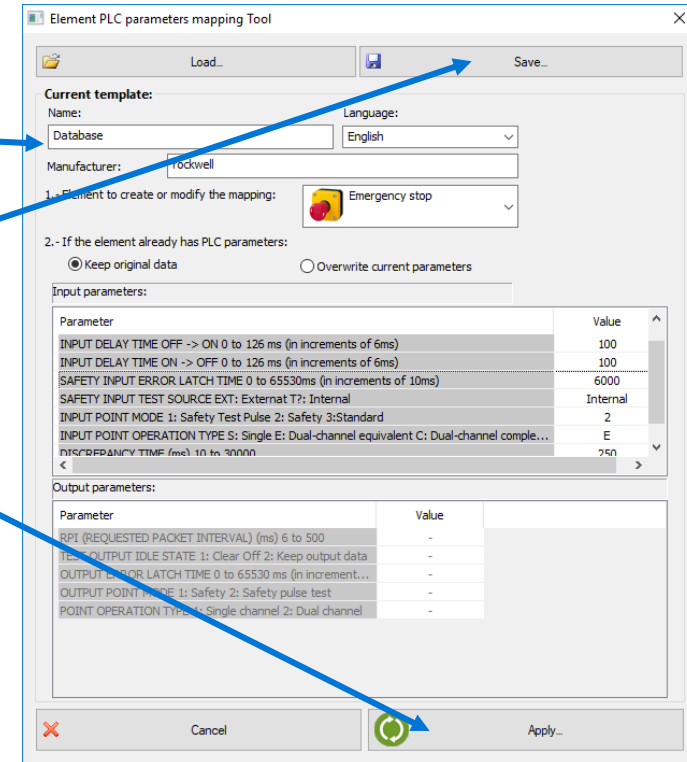 Element PLC parameters mapping Tool
Load... Save...
Current template:
Name: Language:
Database English
Manufacturer: rockwell
1.- Element to create or modify the mapping: Emergency stop
2.- If the element already has PLC parameters:
Keep original data Overwrite current parameters
Input parameters:
Parameter Value
INPUT DELAY TIME OFF -> ON 0 to 126 ms (in increments of 6ms) 100
INPUT DELAY TIME ON -> OFF 0 to 126 ms (in increments of 6ms) 100
SAFETY INPUT ERROR LATCH TIME 0 to 65530ms (in increments of 10ms) 6000
SAFETY INPUT TEST SOURCE EXT: Externat T?: Internal Internal
INPUT POINT MODE 1: Safety Test Pulse 2: Safety 3:Standard 2
INPUT POINT OPERATION TYPE S: Single E: Dual-channel equivalent C: Dual-channel comple... E
DISCREPANCY TIME (ms) 10 to 30000 250
Output parameters:
Parameter Value
RPI (REQUESTED PACKET INTERVAL) (ms) 6 to 500 -
TEST OUTPUT IDLE STATE 1: Clear Off 2: Keep output data -
OUTPUT ERROR LATCH TIME 0 to 65530 ms (in increment... -
OUTPUT POINT MODE 1: Safety 2: Safety pulse test -
POINT OPERATION TYPE 1: Single channel 2: Dual channel -
Cancel Apply...